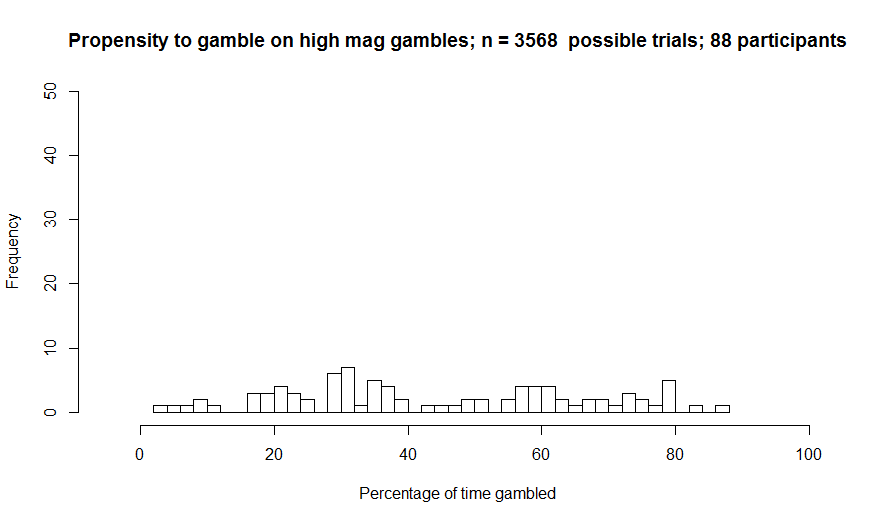 Propensity to gamble on high mag gambles; n = 3568  possible trials; 88 participants
50
40
30
20
10
0
Frequency
0 20 40 60 80 100
Percentage of time gambled